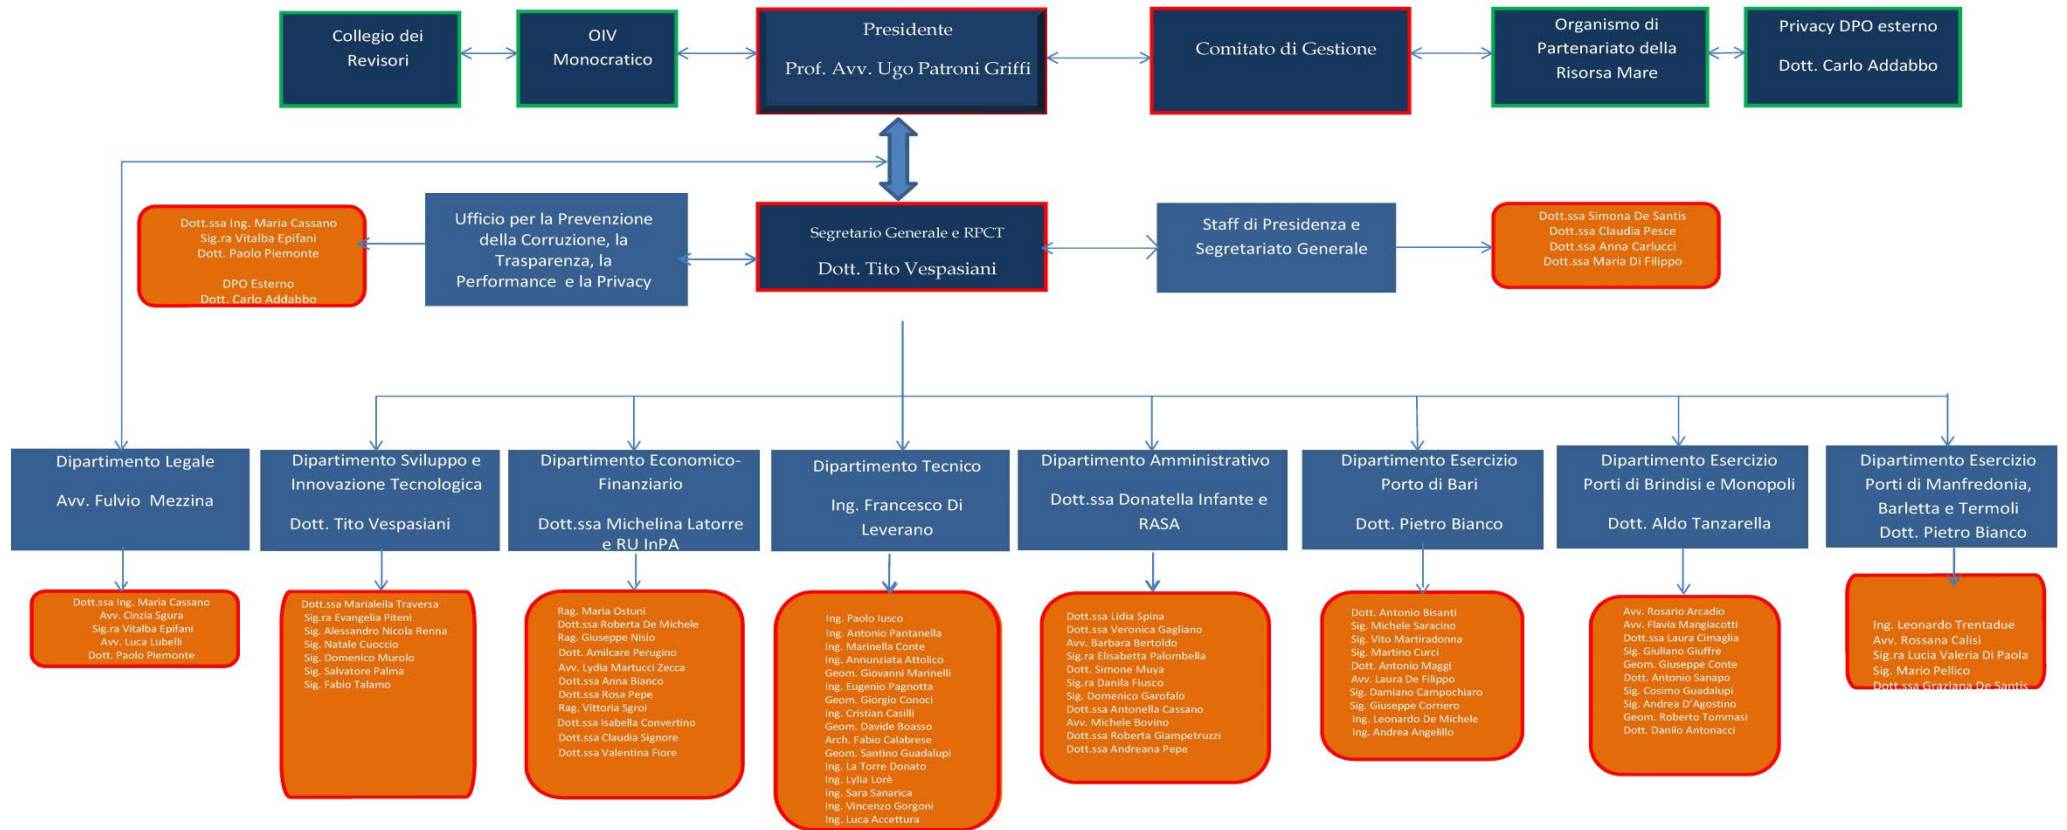 Collegio dei
Revisori
OIV
Monocratico
Presidente
Prof. Avv. Ugo Patroni Griffi
Comitato di Gestione
Organismo di
Partenariato della
Risorsa Mare
Privacy DPO esterno
Dott. Carlo Addabbo
Dott.ssa Ing. Maria Cassano
Sig.ra Vitalba Epifani
Dott. Paolo Piemonte
DPO Esterno
Dott. Carlo Addabbo
Ufficio per la Prevenzione
della Corruzione, la
Trasparenza, la
Performance e la Privacy
Segretario Generale e RPCT
Dott. Tito Vespasiani
Staff di Presidenza e
Segretariato Generale
Dott.ssa Simona De Santis
Dott.ssa Claudia Pesce
Dott.ssa Anna Carlucci
Dott.ssa Maria Di Filippo
Dipartimento Legale
Avv. Fulvio Mezzina
Dipartimento Sviluppo e
Innovazione Tecnologica
Dott. Tito Vespasiani
Dipartimento Economico-
Finanziario
Dott.ssa Michelina Latorre
e RU InPA
Dipartimento Tecnico
Ing. Francesco Di
Leverano
Dipartimento Amministrativo
Dott.ssa Donatella Infante e
RASA
Dipartimento Esercizio
Porto di Bari
Dott. Pietro Bianco
Dipartimento Esercizio
Porti di Brindisi e Monopoli
Dott. Aldo Tanzarella
Dipartimento Esercizio
Porti di Manfredonia,
Barletta e Termoli
Dott. Pietro Bianco
Dott.ssa Ing. Maria Cassano
Avv. Cinzia Sgura
Sig.ra Vitalba Epifani
Avv. Luca Lubelli
Dott. Paolo Piemonte
Dott.ssa Marialeila Traversa
Sig.ra Evangelia Piteni
Sig. Alessandro Nicola Renna
Sig. Natale Cuoccio
Sig. Domenico Murolo
Sig. Salvatore Palma
Sig. Fabio Talamo
Rag. Maria Ostuni
Dott.ssa Roberta De Michele
Rag. Giuseppe Nisio
Dott. Amilcare Perugino
Avv. Lydia Martucci Zecca
Dott.ssa Anna Bianco
Dott.ssa Rosa Pepe
Rag. Vittoria Sgroi
Dott.ssa Isabella Convertino
Dott.ssa Claudia Signore
Dott.ssa Valentina Fiore
Ing. Paolo Iusco
Ing. Antonio Pantanella
Ing. Marinella Conte
Ing. Annunziata Attolico
Geom. Giovanni Marinelli
Ing. Eugenio Pagnotta
Geom. Giorgio Conoci
Ing. Cristian Casilli
Geom. Davide Boasso
Arch. Fabio Calabrese
Geom. Santino Guadalupi
Ing. La Torre Donato
Ing. Lylia Lorè
Ing. Sara Sanarica
Ing. Vincenzo Gorgoni
Ing. Luca Accettura
Dott.ssa Lidia Spina
Dott.ssa Veronica Gagliano
Avv. Barbara Bertoldo
Sig.ra Elisabetta Palombella
Dott. Simone Muya
Sig.ra Danila Fiusco
Sig. Domenico Garofalo
Dott.ssa Antonella Cassano
Avv. Michele Bovino
Dott.ssa Roberta Giampetruzzi
Dott.ssa Andreana Pepe
Dott. Antonio Bisanti
Sig. Michele Saracino
Sig. Vito Martiradonna
Sig. Martino Curci
Dott. Antonio Maggi
Avv. Laura De Filippo
Sig. Damiano Campochiaro
Sig. Giuseppe Corriero
Ing. Leonardo De Michele
Ing. Andrea Angelillo
Avv. Rosario Arcadio
Avv. Flavia Mangiacotti
Dott.ssa Laura Cimaglia
Sig. Giuliano Giuffrè
Geom. Giuseppe Conte
Dott. Antonio Sanapo
Sig. Cosimo Guadalupi
Sig. Andrea D'Agostino
Geom. Roberto Tommasi
Dott. Danilo Antonacci
Ing. Leonardo Trentadue
Avv. Rossana Calisi
Sig.ra Lucia Valeria Di Paola
Sig. Mario Pellico
Dott.ssa Graziana De Santis